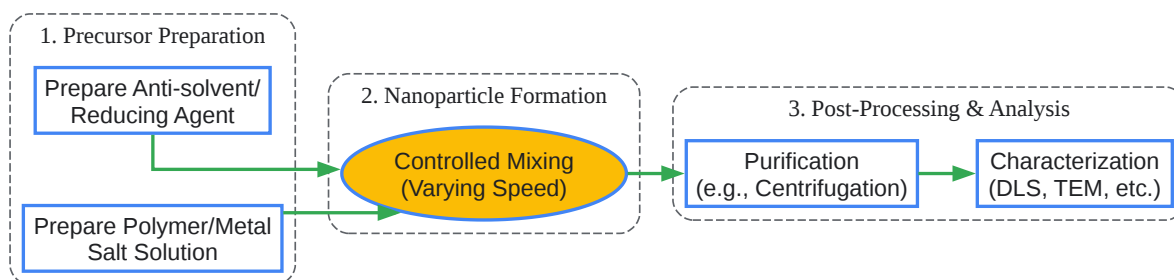 1. Precursor Preparation
Prepare Anti-solvent/
Reducing Agent
Prepare Polymer/Metal
Salt Solution
2. Nanoparticle Formation
Controlled Mixing
(Varying Speed)
3. Post-Processing & Analysis
Purification
(e.g., Centrifugation)
Characterization
(DLS, TEM, etc.)